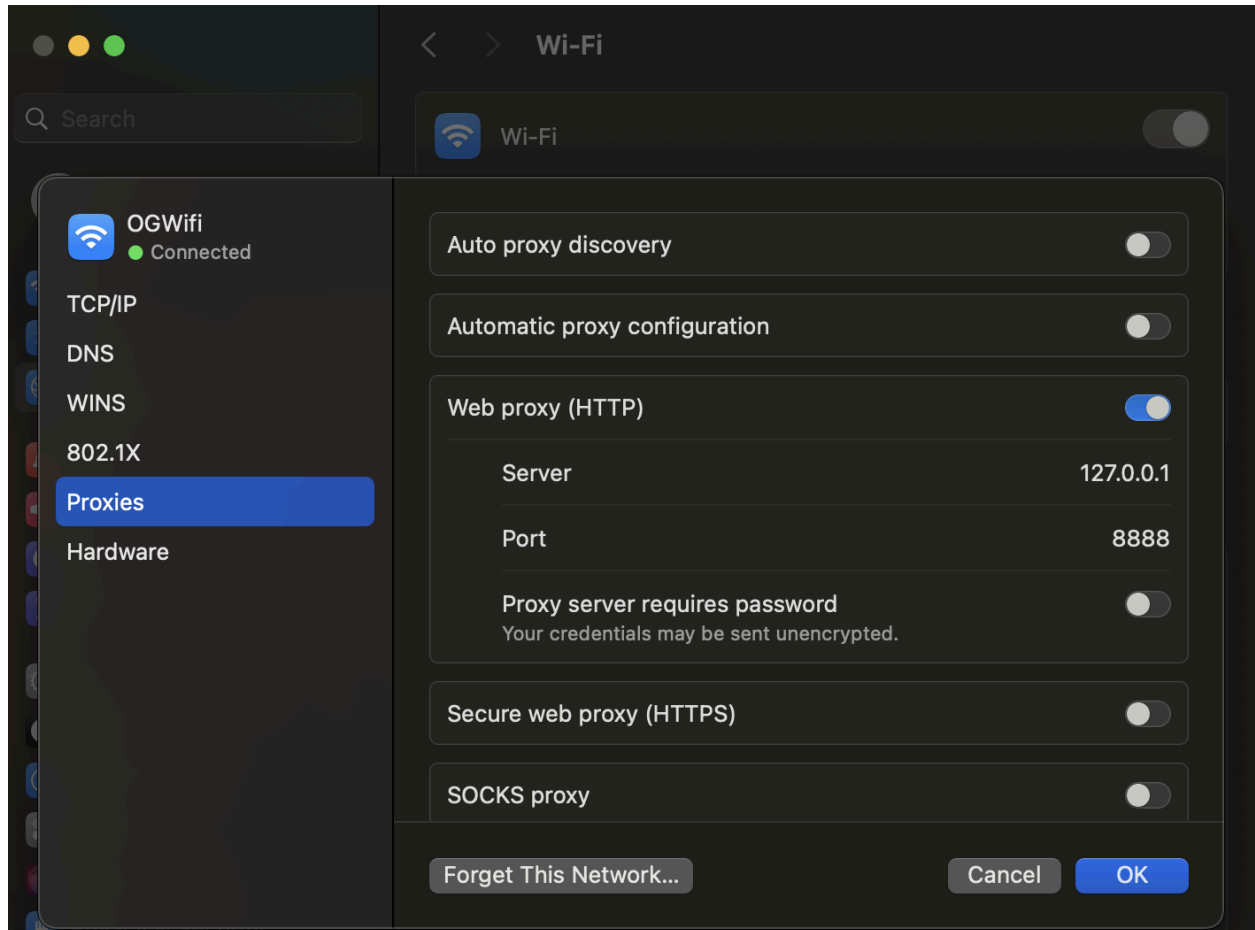 Wi-Fi
Search
Wi-Fi
OGWifi
Connected
TCP/IP
DNS
WINS
802.1X
Proxies
Hardware
Auto proxy discovery
Automatic proxy configuration
Web proxy (HTTP)
Server 127.0.0.1
Port 8888
Proxy server requires password
Your credentials may be sent unencrypted.
Secure web proxy (HTTPS)
SOCKS proxy
Forget This Network... Cancel OK